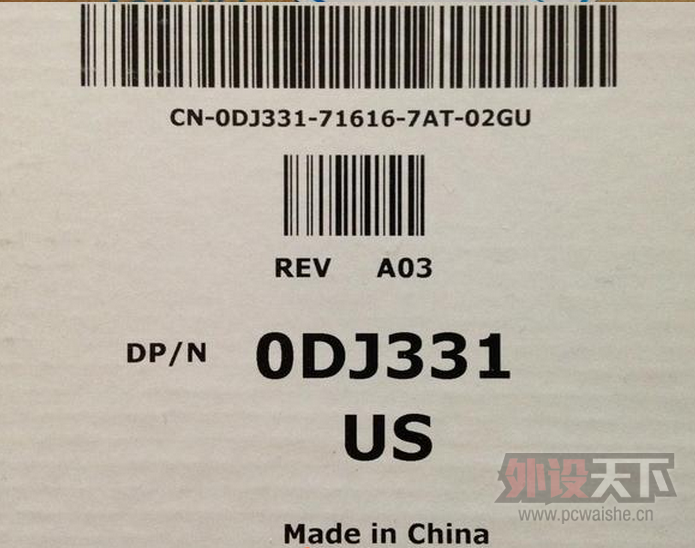 CN-0DJ331-71616-7AT-02GU
REV A03
DP/N 0DJ331
US
外设天下
www.pcwaishe.cn
Made in China